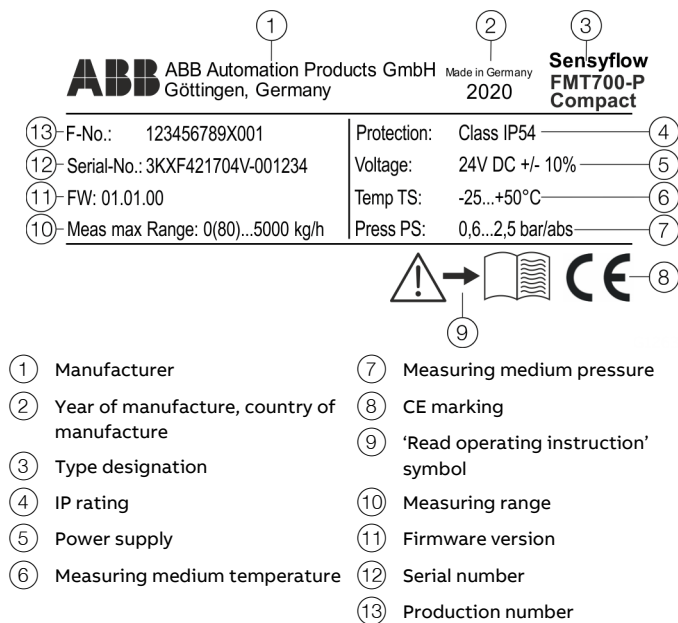 ① ② ③
ABB ABB Automation Products GmbH Made in Germany Sensyflow
Göttingen, Germany 2020 FMT700-P
Compact
⑬ F-No.: 123456789X001 Protection: Class IP54 ④
⑫ Serial-No.: 3KXF421704V-001234 Voltage: 24V DC +/- 10% ⑤
⑪ FW: 01.01.00 Temp TS: -25...+50°C ⑥
⑩ Meas max Range: 0(80)...5000 kg/h Press PS: 0,6...2,5 bar/abs ⑦
CE ⑧
⑨
① Manufacturer
② Year of manufacture, country of
manufacture
③ Type designation
④ IP rating
⑤ Power supply
⑥ Measuring medium temperature
⑦ Measuring medium pressure
⑧ CE marking
⑨ ‘Read operating instruction’
symbol
⑩ Measuring range
⑪ Firmware version
⑫ Serial number
⑬ Production number